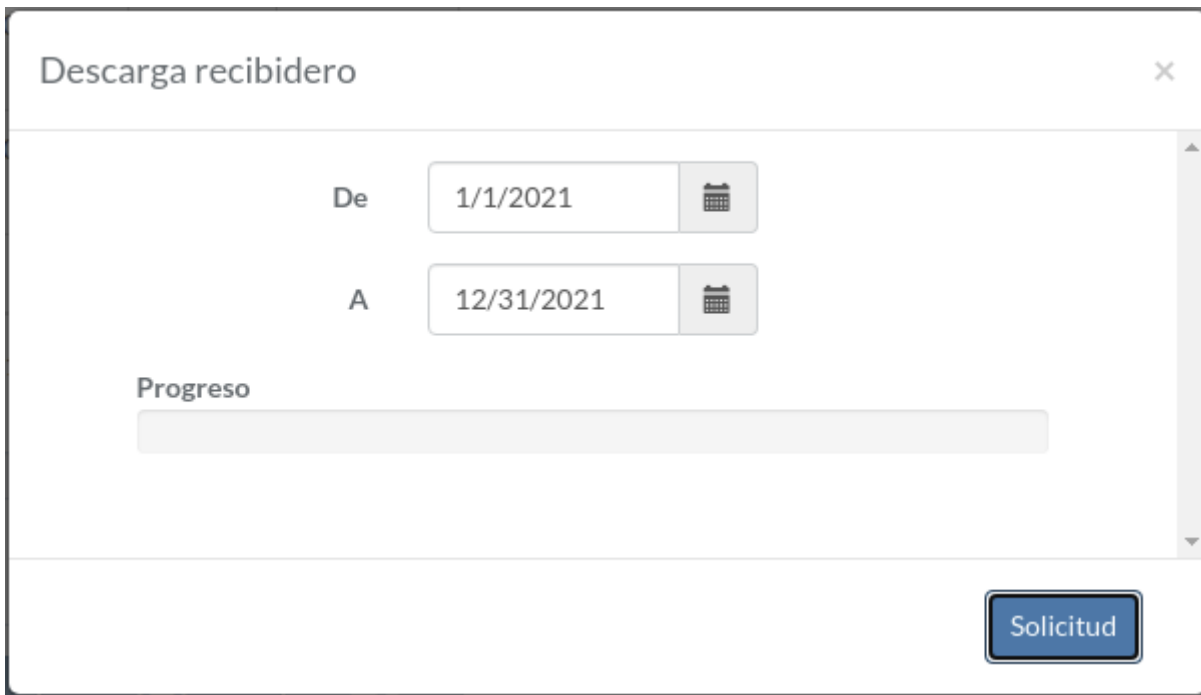 Descarga recibidero ×
De 1/1/2021
A 12/31/2021
Progreso
Solicitud